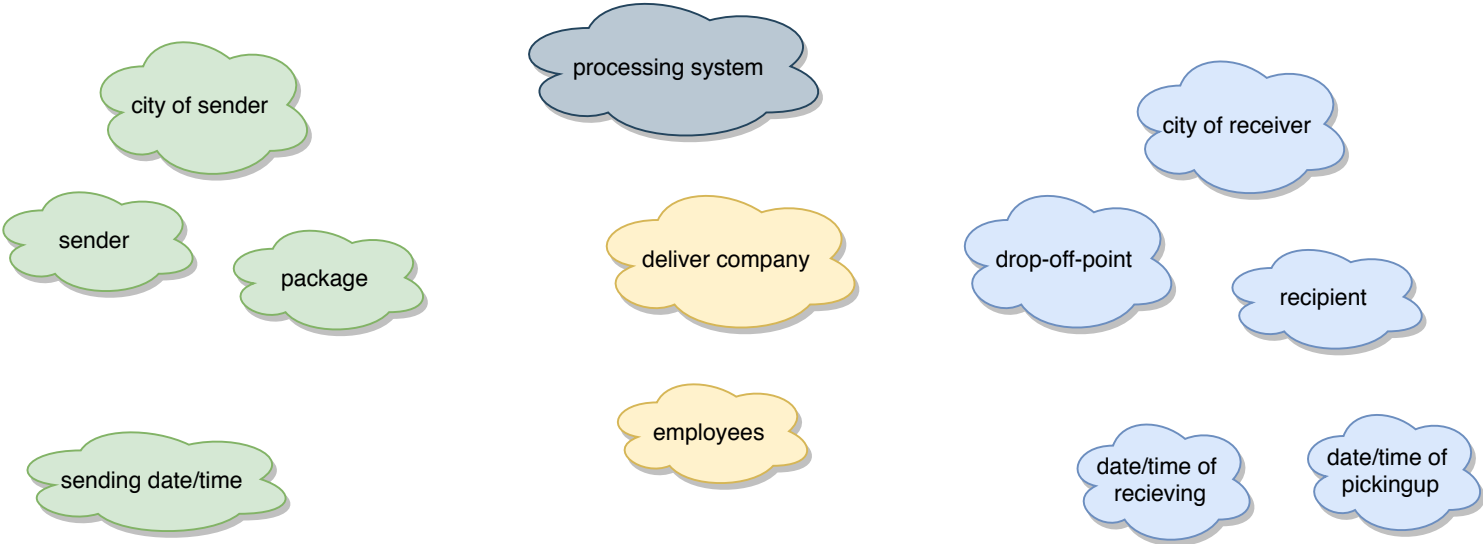 processing system
city of sender
city of receiver
sender
package
deliver company
drop-off-point
recipient
employees
sending date/time
date/time of
recieving
date/time of
pickingup